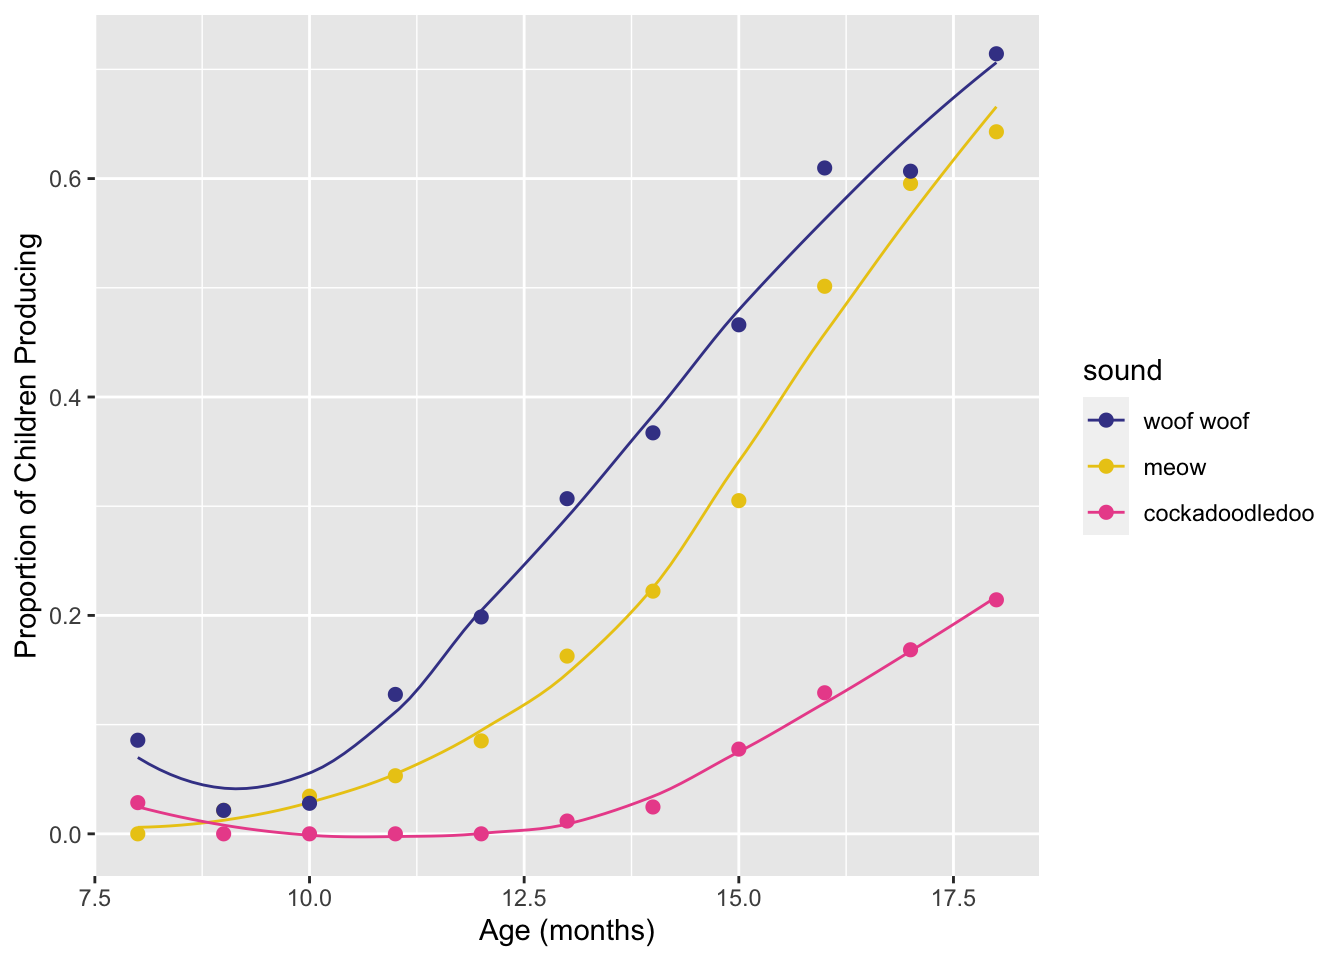 Proportion of Children Producing
0.6
0.4
0.2
0.0
7.5 10.0 12.5 15.0 17.5
Age (months)
sound
woof woof
meow
cockadoodledoo